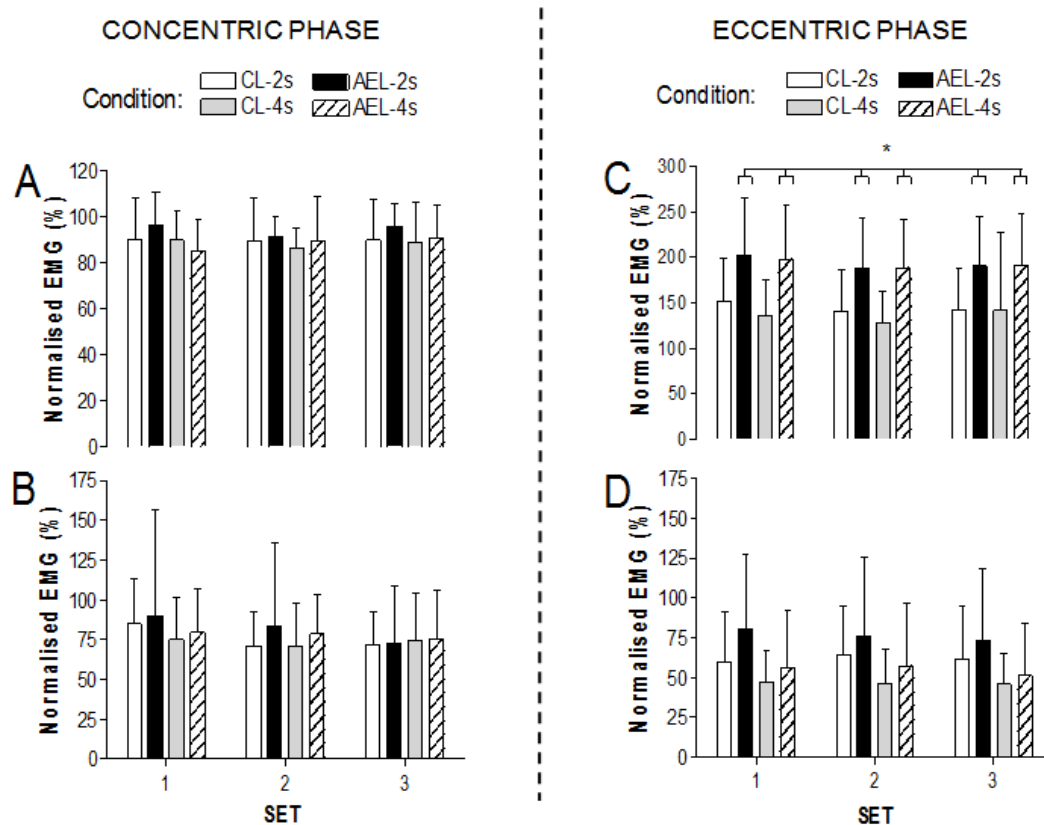 CONCENTRIC PHASE
Condition: CL-2s AEL-2s
CL-4s AEL-4s
A
Normalised EMG (%)
120
100
80
60
40
20
0
B
Normalised EMG (%)
175
150
125
100
75
50
25
0
1 2 3
SET
ECCENTRIC PHASE
Condition: CL-2s AEL-2s
CL-4s AEL-4s
C
*
Normalised EMG (%)
300
250
200
150
100
50
0
D
Normalised EMG (%)
175
150
125
100
75
50
25
0
1 2 3
SET